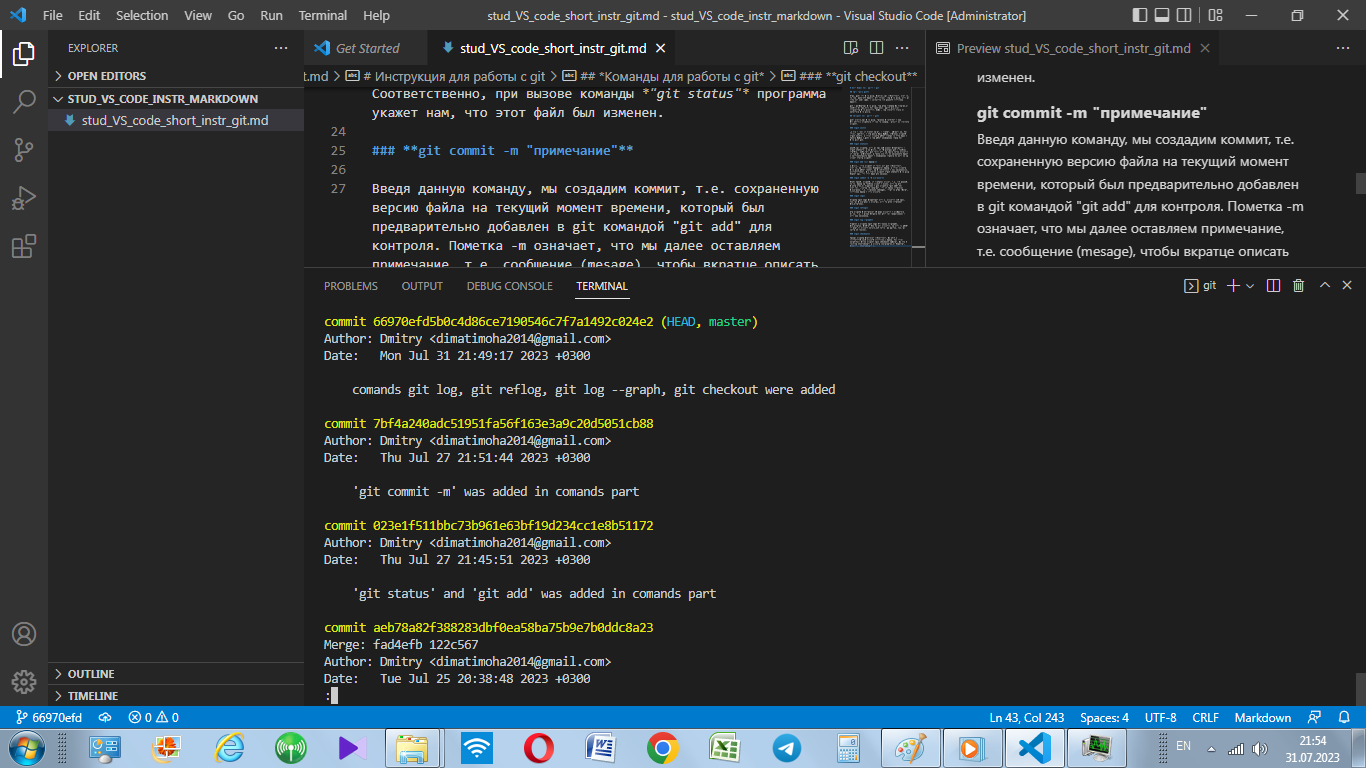 File Edit Selection View Go Run Terminal Help stud_VS_code_short_instr_git.md - stud_VS_code_instr_markdown - Visual Studio Code [Administrator]
EXPLORER
OPEN EDITORS
STUD_VS_CODE_INSTR_MARKDOWN
stud_VS_code_short_instr_git.md
OUTLINE
TIMELINE
Get Started stud_VS_code_short_instr_git.md
t.md > # Инструкция для работы с git > ## *Команды для работы с git* > ### **git checkout**
Соответственно, при вызове команды *"git status"* программа
укажет нам, что этот файл был изменен.
24
25 ### **git commit -m "примечание"**
26
27 Введя данную команду, мы создадим коммит, т.е. сохраненную
версию файла на текущий момент времени, который был
предварительно добавлен в git командой "git add" для
контроля. Пометка -m означает, что мы далее оставляем
примечание, т.е. сообщение (mesage), чтобы вкратце описать
Preview stud_VS_code_short_instr_git.md
изменен.
git commit -m "примечание"
Введя данную команду, мы создадим коммит, т.е.
сохраненную версию файла на текущий момент
времени, который был предварительно добавлен
в git командой "git add" для контроля. Пометка -m
означает, что мы далее оставляем примечание,
т.е. сообщение (mesage), чтобы вкратце описать
PROBLEMS OUTPUT DEBUG CONSOLE TERMINAL git
commit 66970efd5b0c4d86ce7190546c7f7a1492c024e2 (HEAD, master)
Author: Dmitry <dimatimoha2014@gmail.com>
Date: Mon Jul 31 21:49:17 2023 +0300
comands git log, git reflog, git log --graph, git checkout were added
commit 7bf4a240adc51951fa56f163e3a9c20d5051cb88
Author: Dmitry <dimatimoha2014@gmail.com>
Date: Thu Jul 27 21:51:44 2023 +0300
'git commit -m' was added in comands part
commit 023e1f511bbc73b961e63bf19d234cc1e8b51172
Author: Dmitry <dimatimoha2014@gmail.com>
Date: Thu Jul 27 21:45:51 2023 +0300
'git status' and 'git add' was added in comands part
commit aeb78a82f388283dbf0ea58ba75b9e7b0ddc8a23
Merge: fad4efb 122c567
Author: Dmitry <dimatimoha2014@gmail.com>
Date: Tue Jul 25 20:38:48 2023 +0300
:
66970efd 0 0 Ln 43, Col 243 Spaces: 4 UTF-8 CRLF Markdown
EN 21:54
31.07.2023